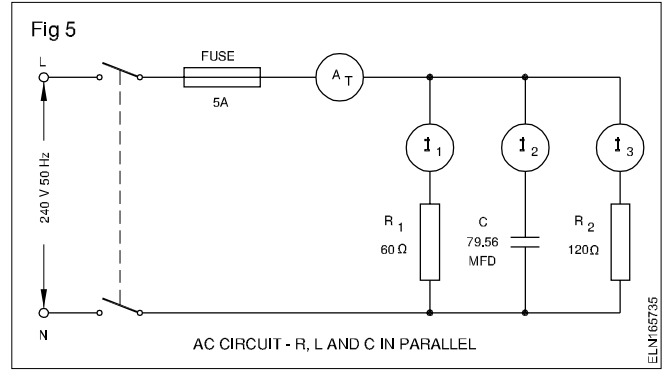 Fig 5
L
FUSE
5A
A T
240 V 50 Hz
I 1
I 2
I 3
R 1
60 Ω
C
79.56
MFD
R 2
120Ω
N
AC CIRCUIT - R, L AND C IN PARALLEL
ELN165735